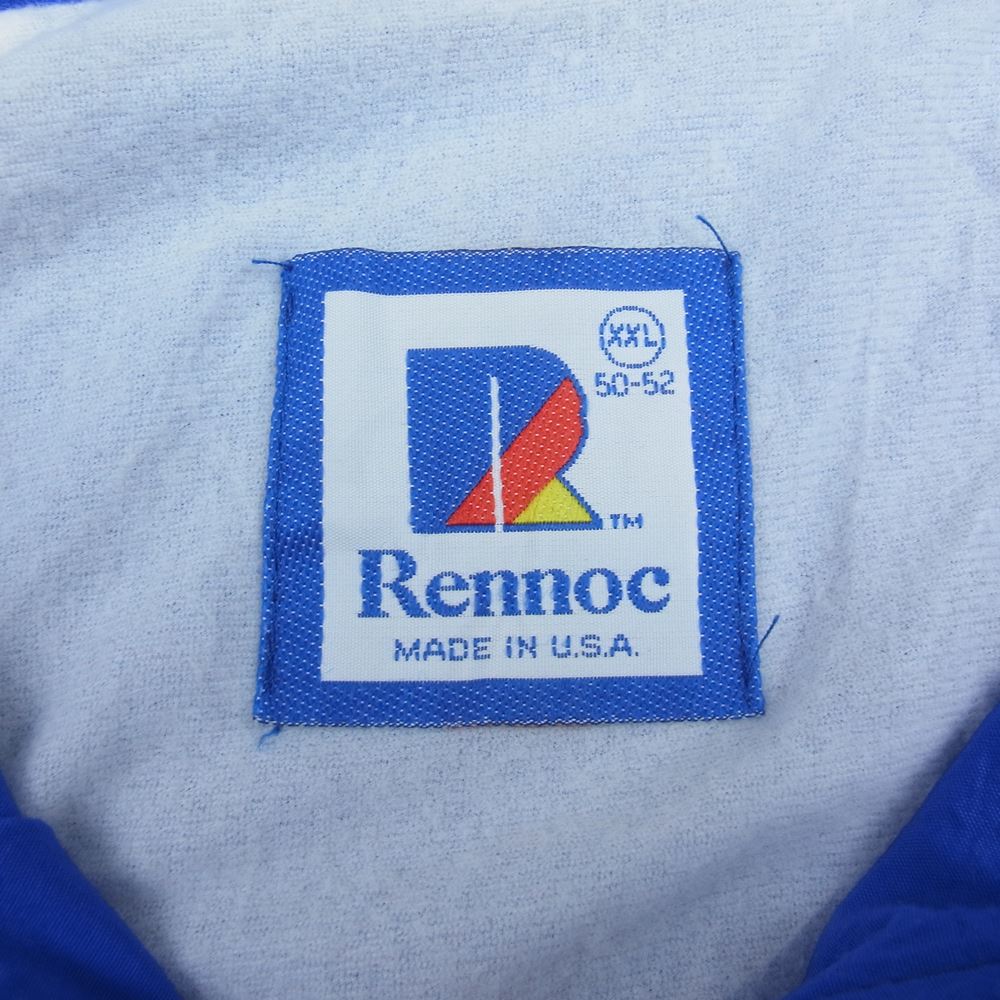 XXL
50-52
R TM
Rennoc
MADE IN U.S.A.